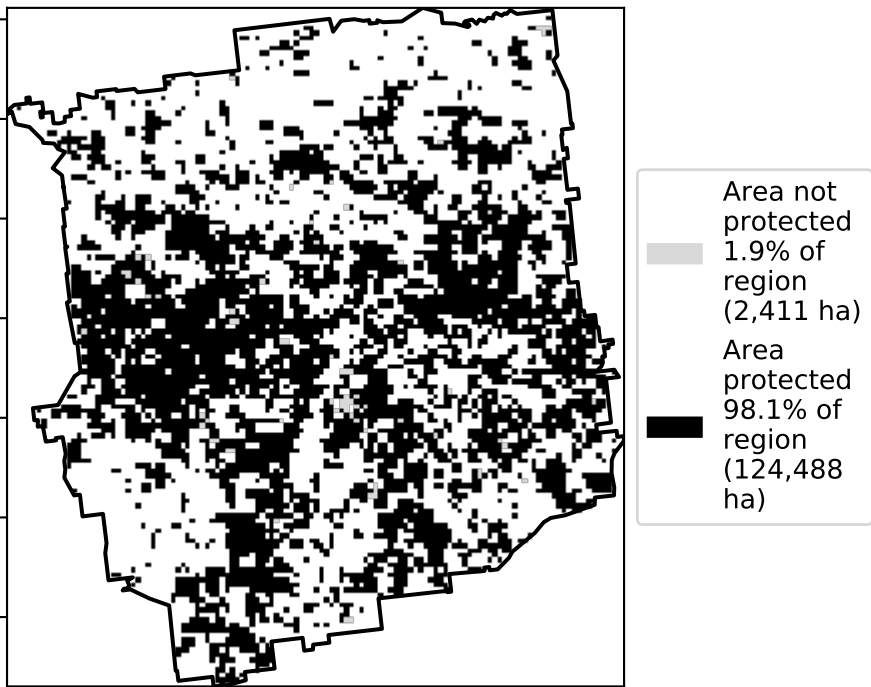 Area not
protected
1.9% of
region
(2,411 ha)
Area
protected
98.1% of
region
(124,488
ha)